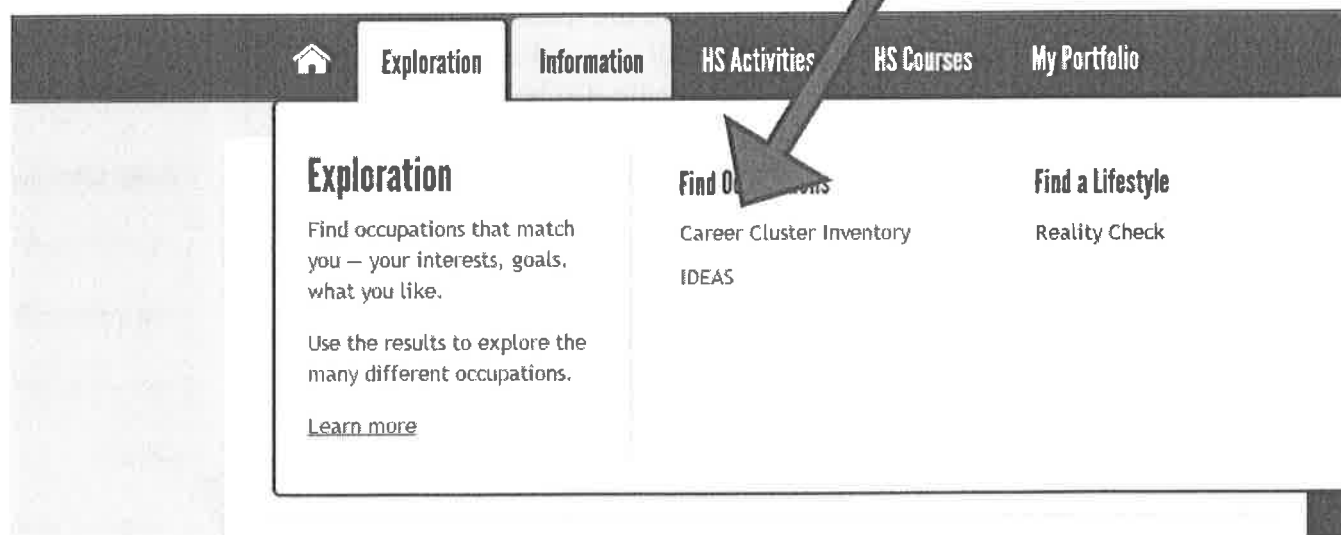 Exploration
Information
HS Activities
HS Courses
My Portfolio
Exploration
Find occupations that match
you — your interests, goals,
what you like.
Use the results to explore the
many different occupations.
Learn more
Find
Career Cluster Inventory
IDEAS
Find a Lifestyle
Reality Check